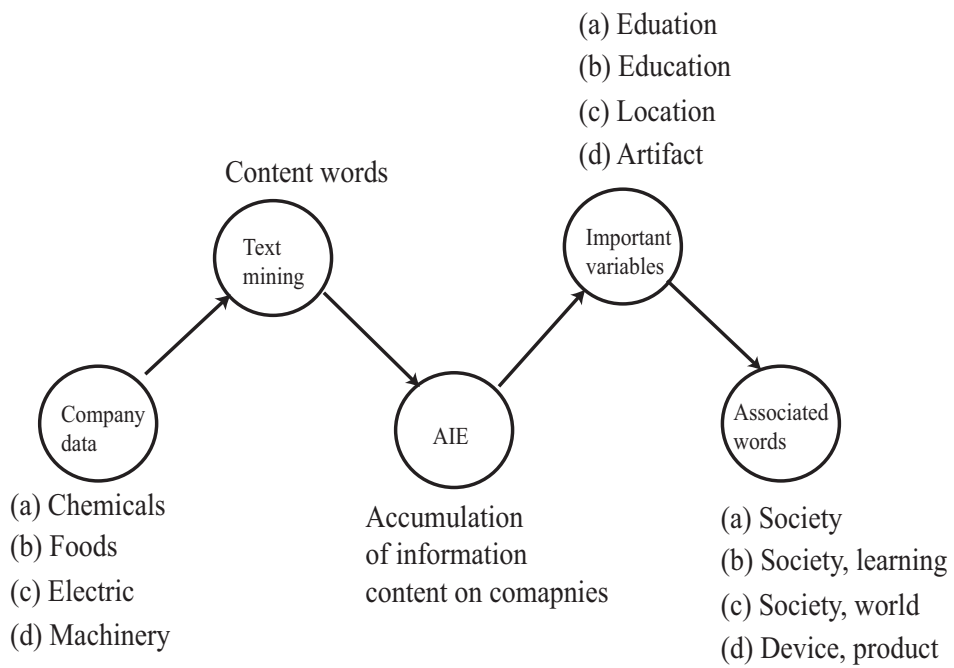 (a) Eduation
(b) Education
(c) Location
(d) Artifact
Content words
Text
mining
Important
variables
Company
data
AIE
Associated
words
(a) Chemicals
(b) Foods
(c) Electric
(d) Machinery
Accumulation
of information
content on comapnies
(a) Society
(b) Society, learning
(c) Society, world
(d) Device, product